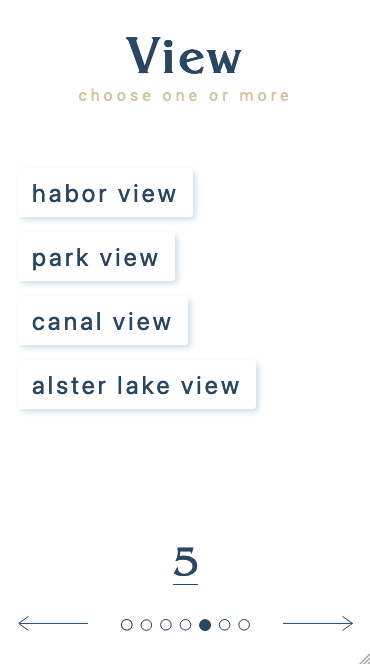 View
choose one or more
habor view
park view
canal view
alster lake view
5